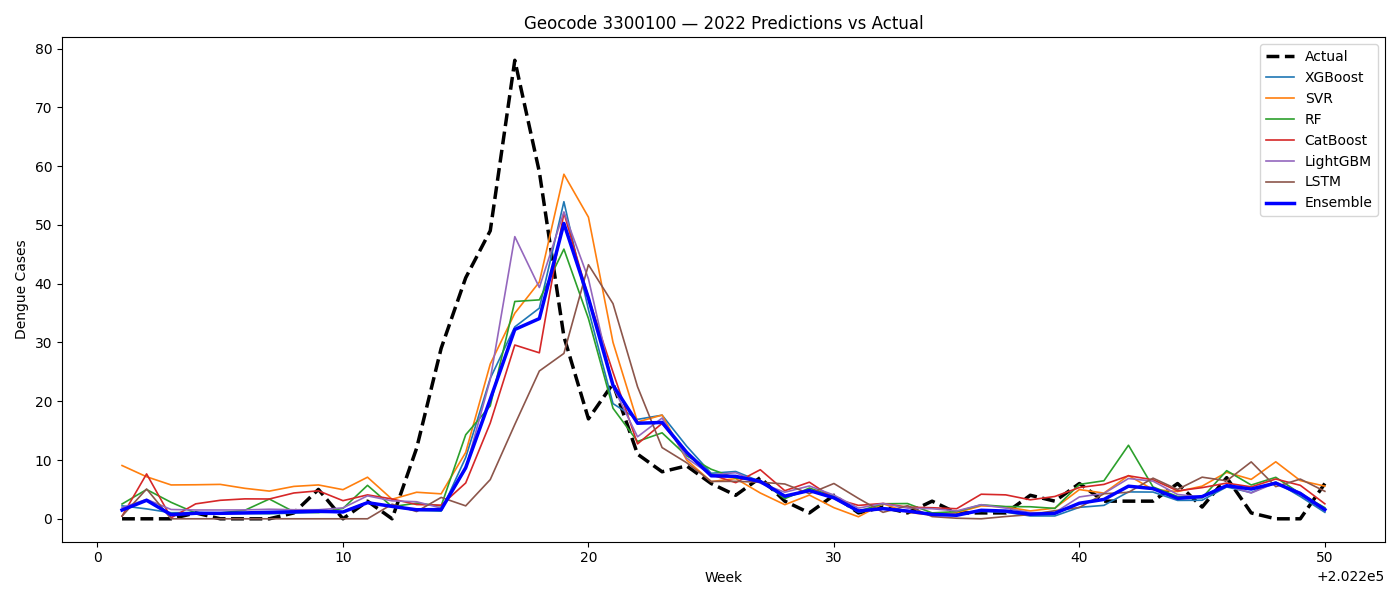 Geocode 3300100 — 2022 Predictions vs Actual
Dengue Cases
80
70
60
50
40
30
20
10
0
Actual
XGBoost
SVR
RF
CatBoost
LightGBM
LSTM
Ensemble
0 10 20 30 40 50
+2.022e5
Week